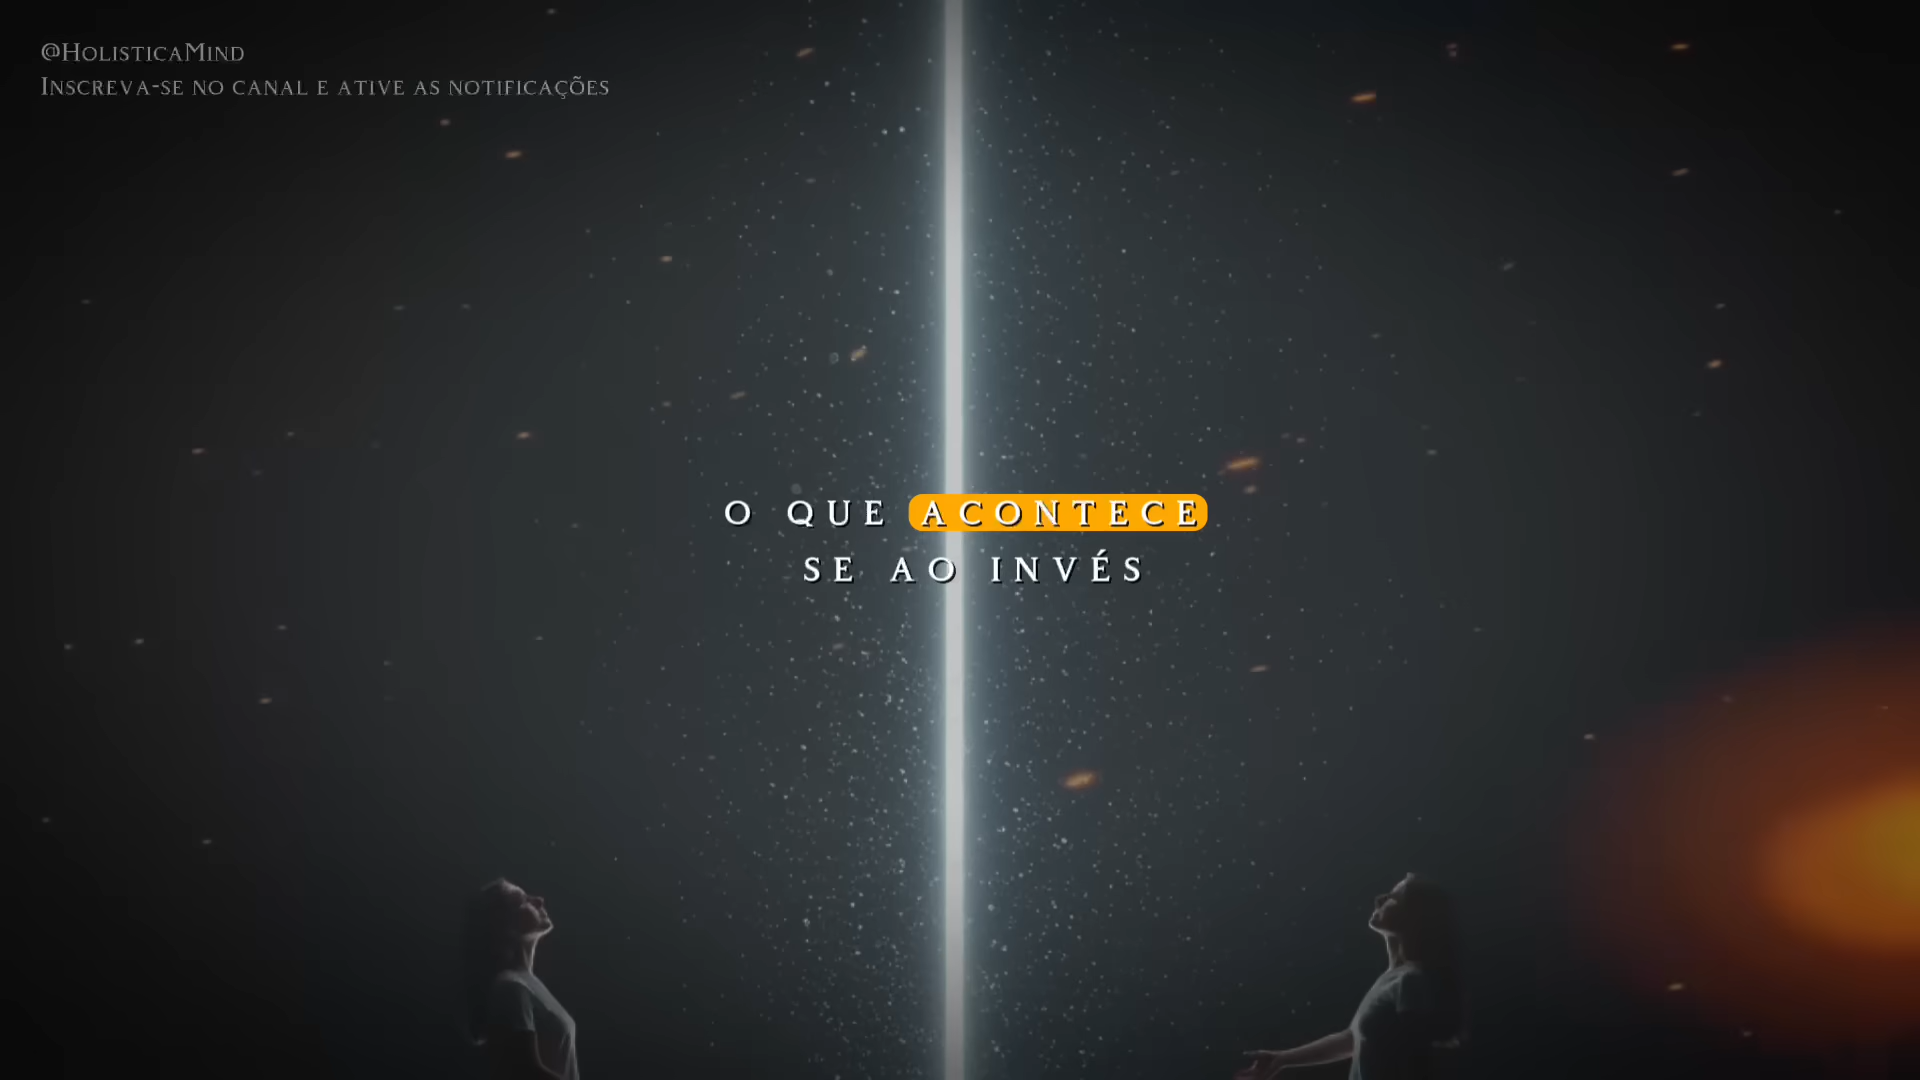 @HolisticaMind
Inscreva-se no canal e ative as notificações
O QUE ACONTECE
SE AO INVÉS